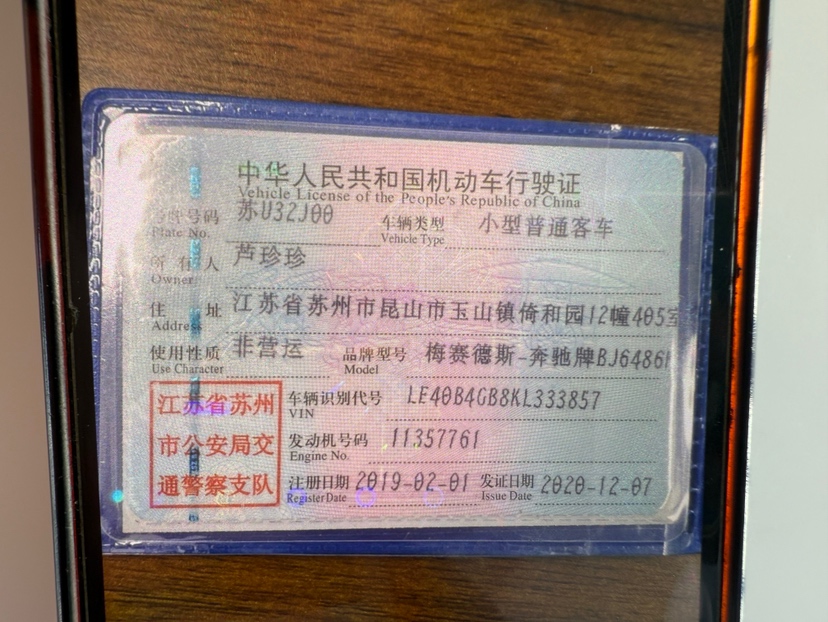 中华人民共和国机动车行驶证
Vehicle License of the People's Republic of China
号牌号码 苏U32J00 车辆类型 小型普通客车
Plate No. Vehicle Type
所有人 芦珍珍
Owner
住址 江苏省苏州市昆山市玉山镇倚和园12幢405室
Address
使用性质 非营运 品牌型号 梅赛德斯-奔驰牌BJ6486
Use Character Model
江苏省苏州 车辆识别代号 LE40B4GB8KL333857
VIN
市公安局交 发动机号码 11357761
Engine No.
通警察支队 注册日期 2019-02-01 发证日期 2020-12-07
Register Date Issue Date